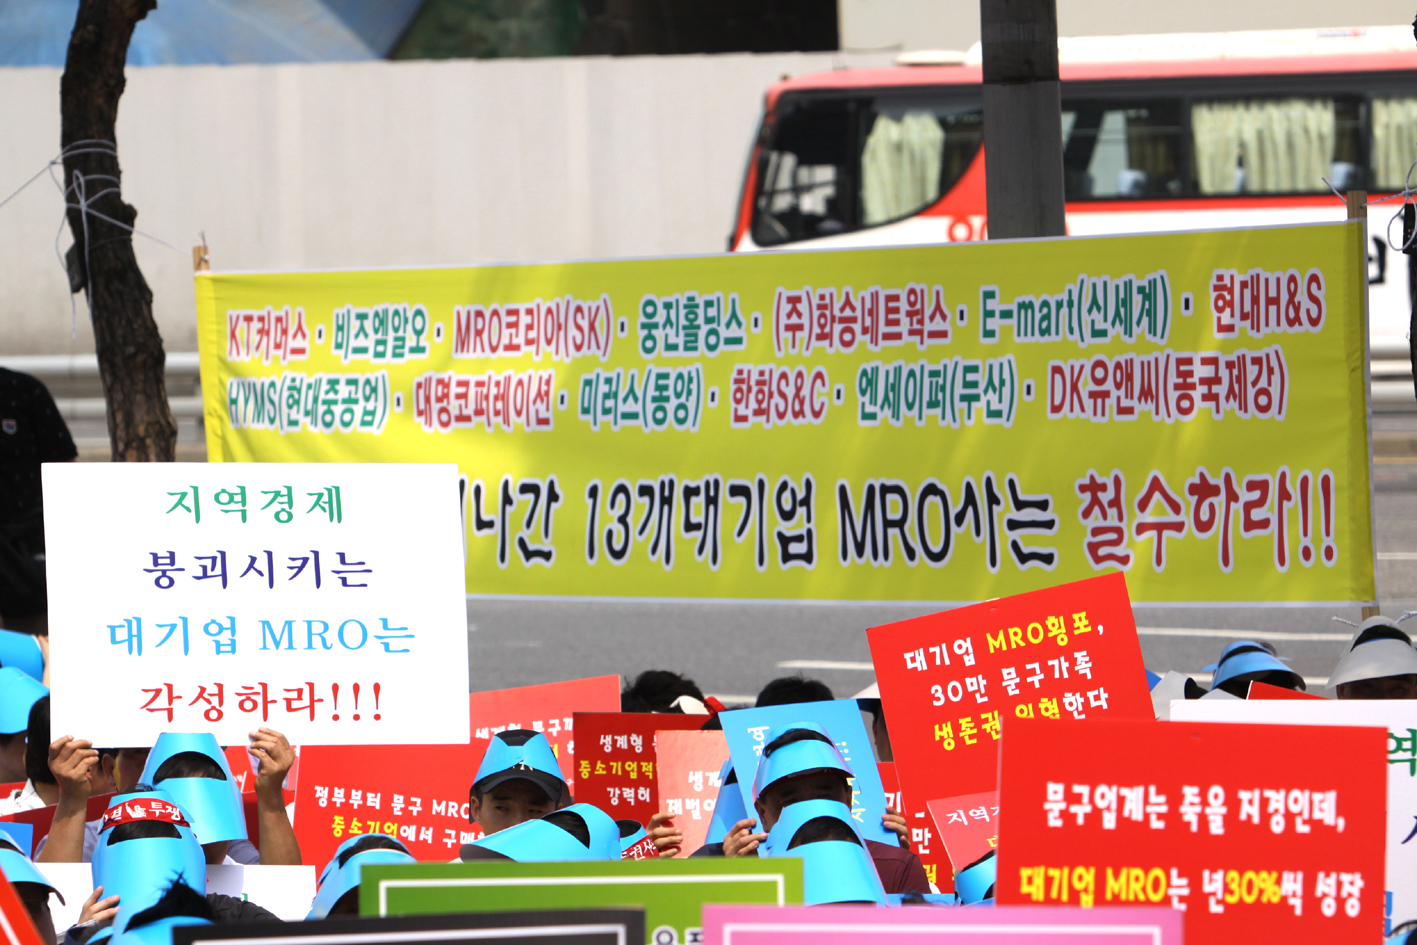 KT커머스 · 비즈엠알오 · MRO코리아(SK) · 웅진홀딩스 · (주)화승네트웍스 · E-mart(신세계) · 현대H&S
HYMS(현대중공업) · 대명코퍼레이션 · 미러스(동양) · 한화S&C · 엔세이퍼(두산) · DK유앤씨(동국제강)
13개대기업 MRO사는 철수하라!!
지역경제
붕괴시키는
대기업 MRO는
각성하라!!!
대기업 MRO횡포,
30만 문구가족
생존권 위협한다
문구업계는 죽을 지경인데,
대기업 MRO는 년30%씩 성장
정부부터 문구 MRO
중소기업에서 구매
생계형
중소기업적
강력히
생계
재벌
지역
투쟁